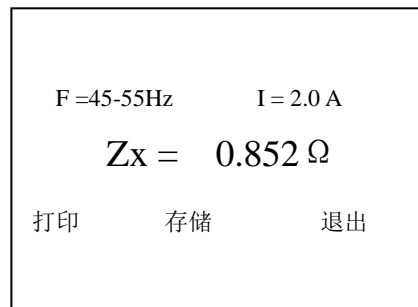 F =45-55Hz I = 2.0 A
Zx = 0.852 Ω
打印 存储 退出